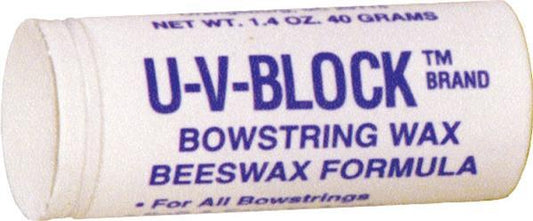 NET WT. 1.4 OZ. 40 GRAMS
U-V-BLOCK™ BRAND
BOWSTRING WAX
BEESWAX FORMULA
• For All Bowstrings